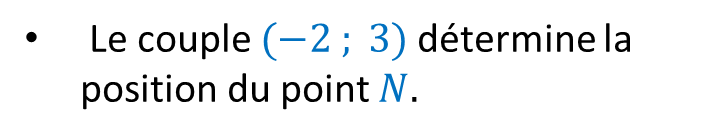 • Le couple (−2 ; 3) détermine la
position du point N.